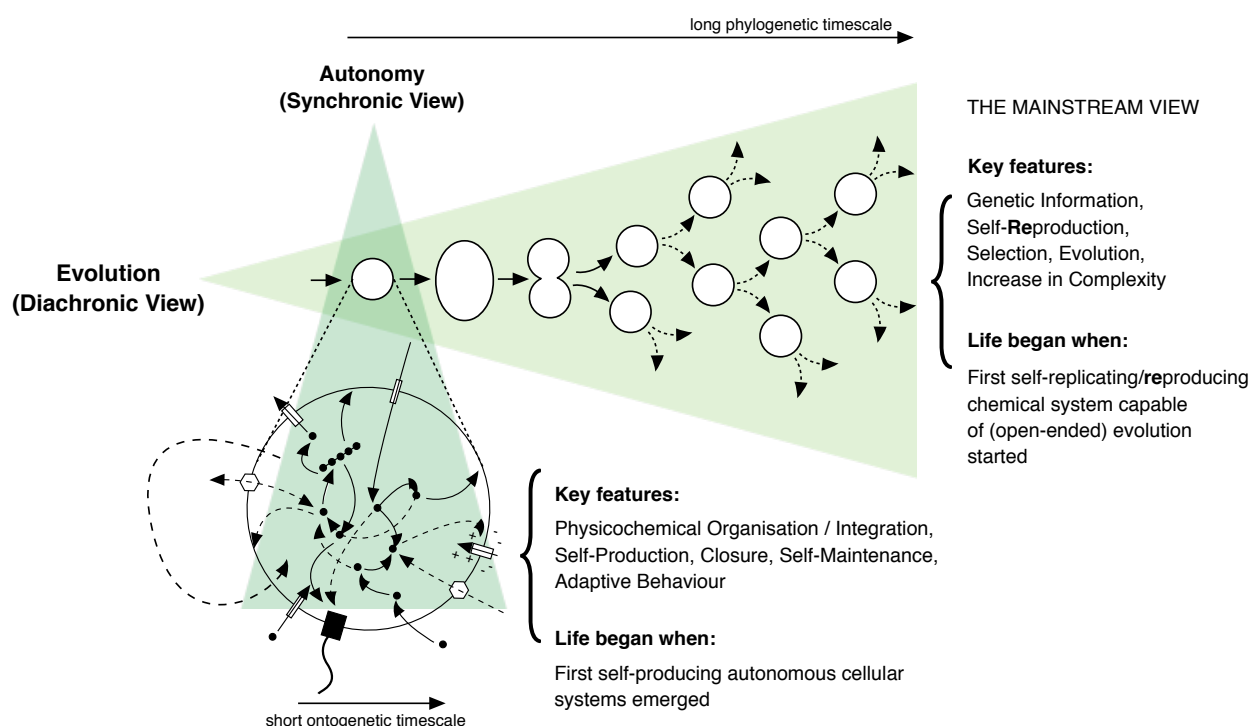 long phylogenetic timescale
Autonomy
(Synchronic View)
THE MAINSTREAM VIEW
Key features:
Genetic Information,
Self-Reproduction,
Selection, Evolution,
Increase in Complexity
Evolution
(Diachronic View)
Life began when:
First self-replicating/reproducing
chemical system capable
of (open-ended) evolution
started
Key features:
Physicochemical Organisation / Integration,
Self-Production, Closure, Self-Maintenance,
Adaptive Behaviour
Life began when:
First self-producing autonomous cellular
systems emerged
short ontogenetic timescale